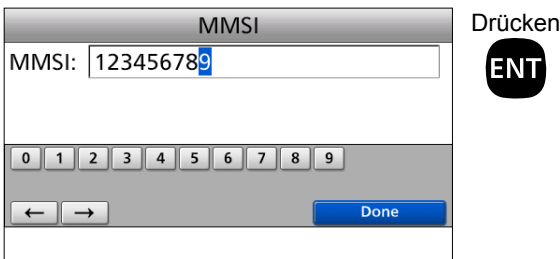 MMSI
Drücken
MMSI: 123456789
ENT
0 1 2 3 4 5 6 7 8 9
← → Done